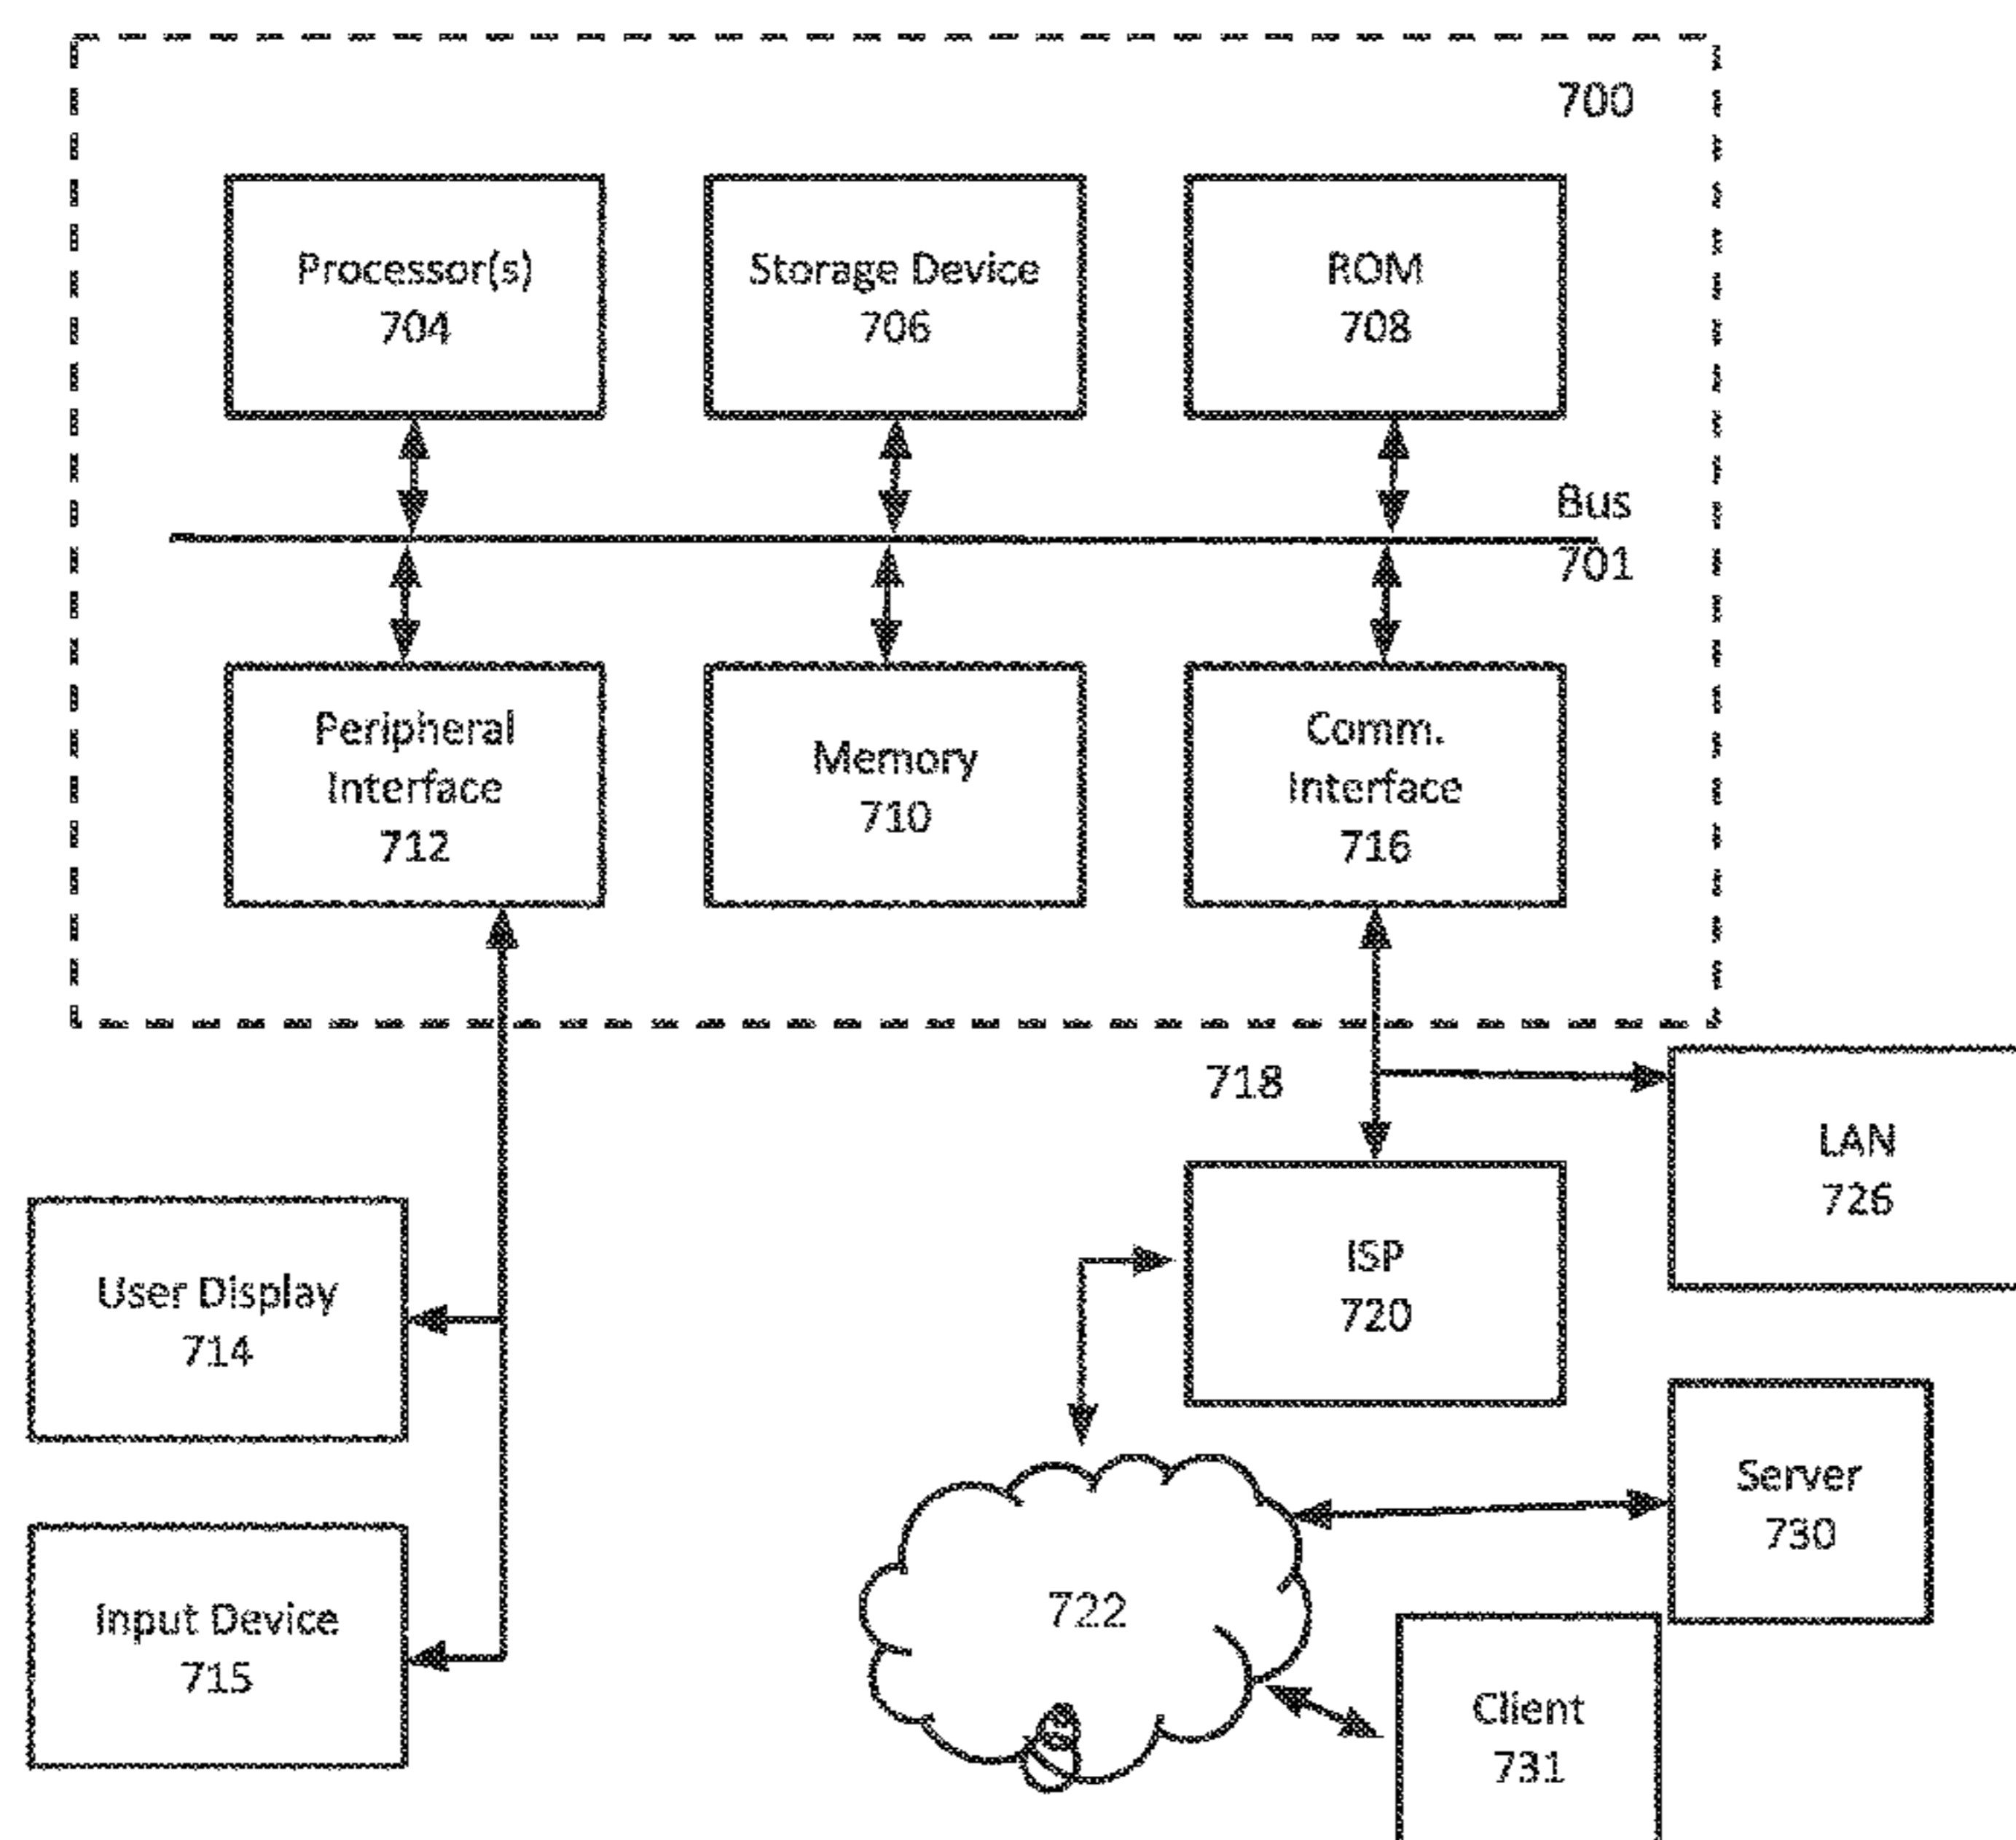 700
Processor(s)
704
Storage Device
706
ROM
708
Bus
701
Peripheral
Interface
712
Memory
710
Comm.
Interface
716
718
LAN
726
User Display
714
ISP
720
Server
730
Input Device
715
722
Client
731